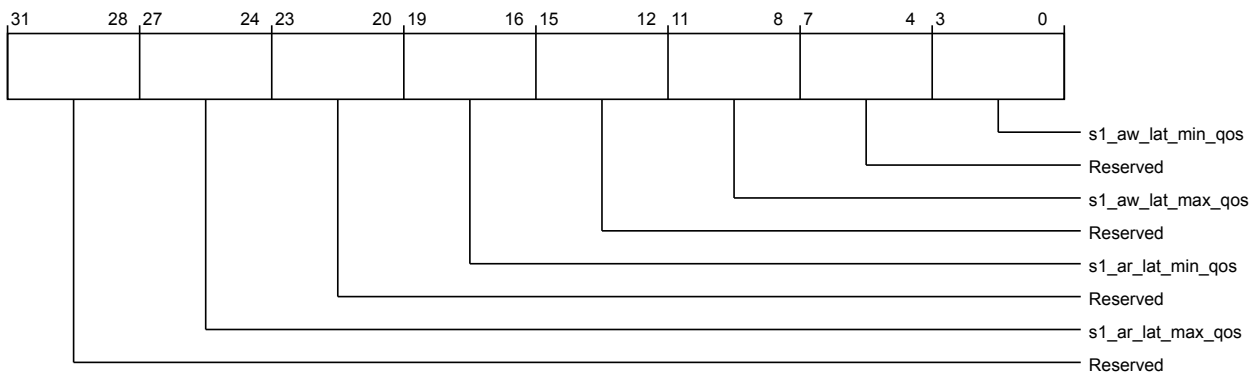 31 28 27 24 23 20 19 16 15 12 11 8 7 4 3 0
s1_aw_lat_min_qos
Reserved
s1_aw_lat_max_qos
Reserved
s1_ar_lat_min_qos
Reserved
s1_ar_lat_max_qos
Reserved